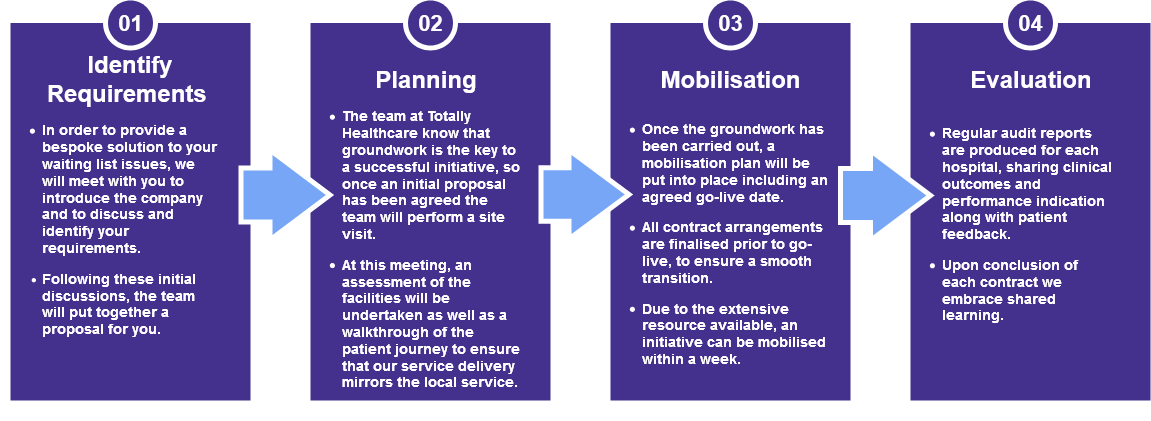 01
Identify
Requirements
• In order to provide a
bespoke solution to your
waiting list issues, we
will meet with you to
introduce the company
and to discuss and
identify your
requirements.
• Following these initial
discussions, the team
will put together a
proposal for you.
02
Planning
• The team at Totally
Healthcare know that
groundwork is the key to
a successful initiative, so
once an initial proposal
has been agreed the
team will perform a site
visit.
• At this meeting, an
assessment of the
facilities will be
undertaken as well as a
walkthrough of the
patient journey to ensure
that our service delivery
mirrors the local service.
03
Mobilisation
• Once the groundwork has
been carried out, a
mobilisation plan will be
put into place including an
agreed go-live date.
• All contract arrangements
are finalised prior to go-
live, to ensure a smooth
transition.
• Due to the extensive
resource available, an
initiative can be mobilised
within a week.
04
Evaluation
• Regular audit reports
are produced for each
hospital, sharing clinical
outcomes and
performance indication
along with patient
feedback.
• Upon conclusion of
each contract we
embrace shared
learning.